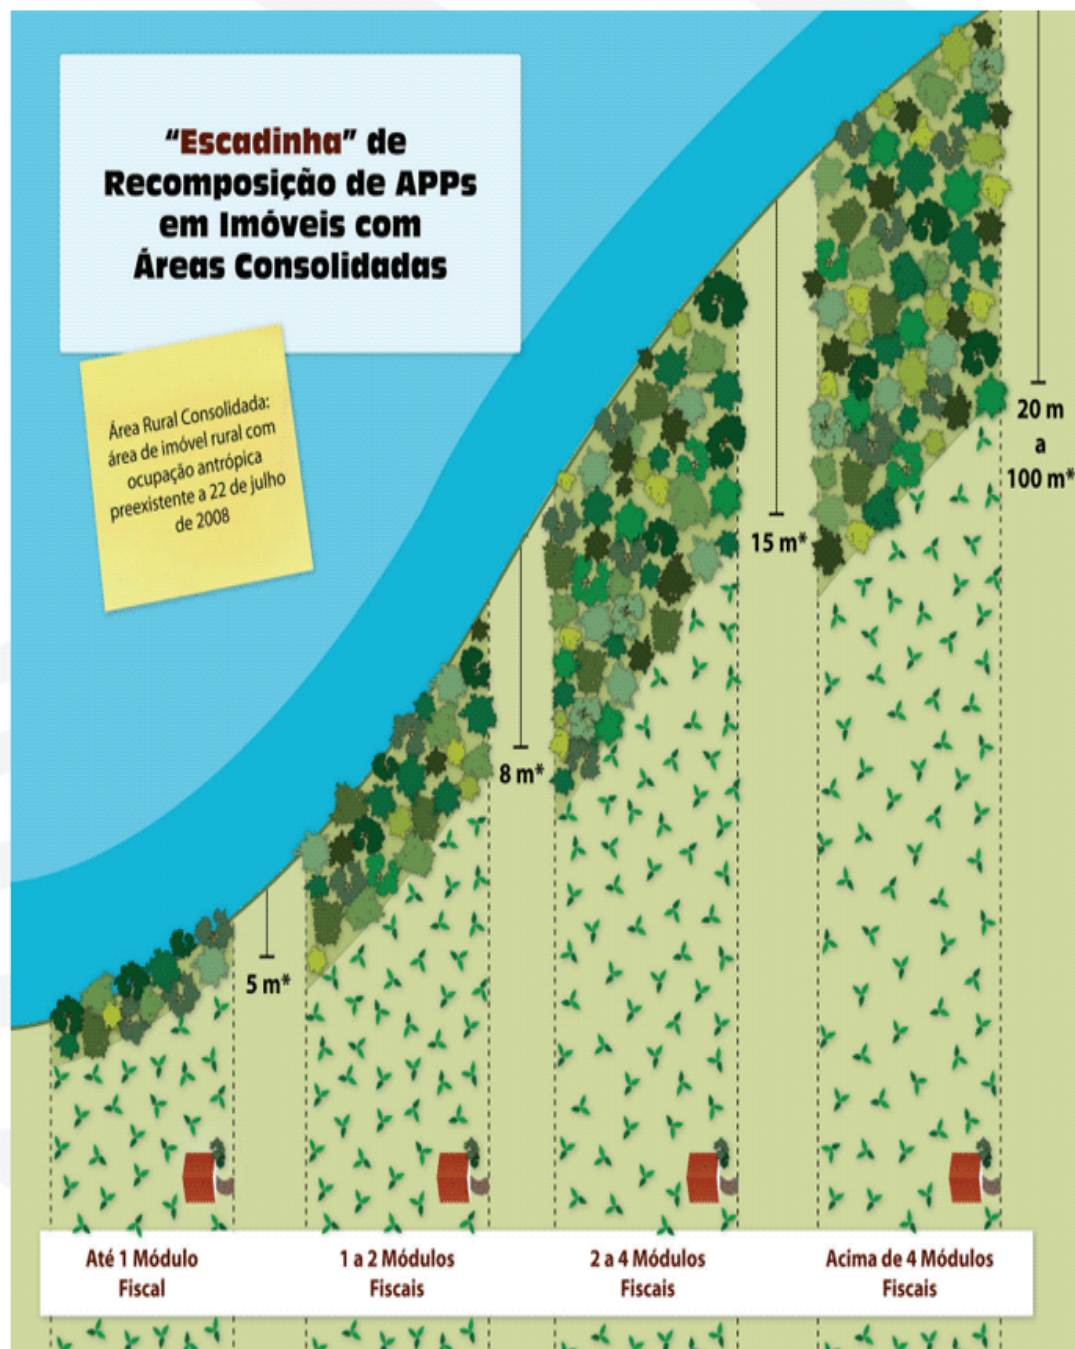 “Escadinha” de
Recomposição de APPs
em Imóveis com
Áreas Consolidadas
Área Rural Consolidada:
área de imóvel rural com
ocupação antrópica
preexistente a 22 de julho
de 2008
20 m
a
100 m*
15 m*
8 m*
5 m*
Até 1 Módulo
Fiscal
1 a 2 Módulos
Fiscais
2 a 4 Módulos
Fiscais
Acima de 4 Módulos
Fiscais